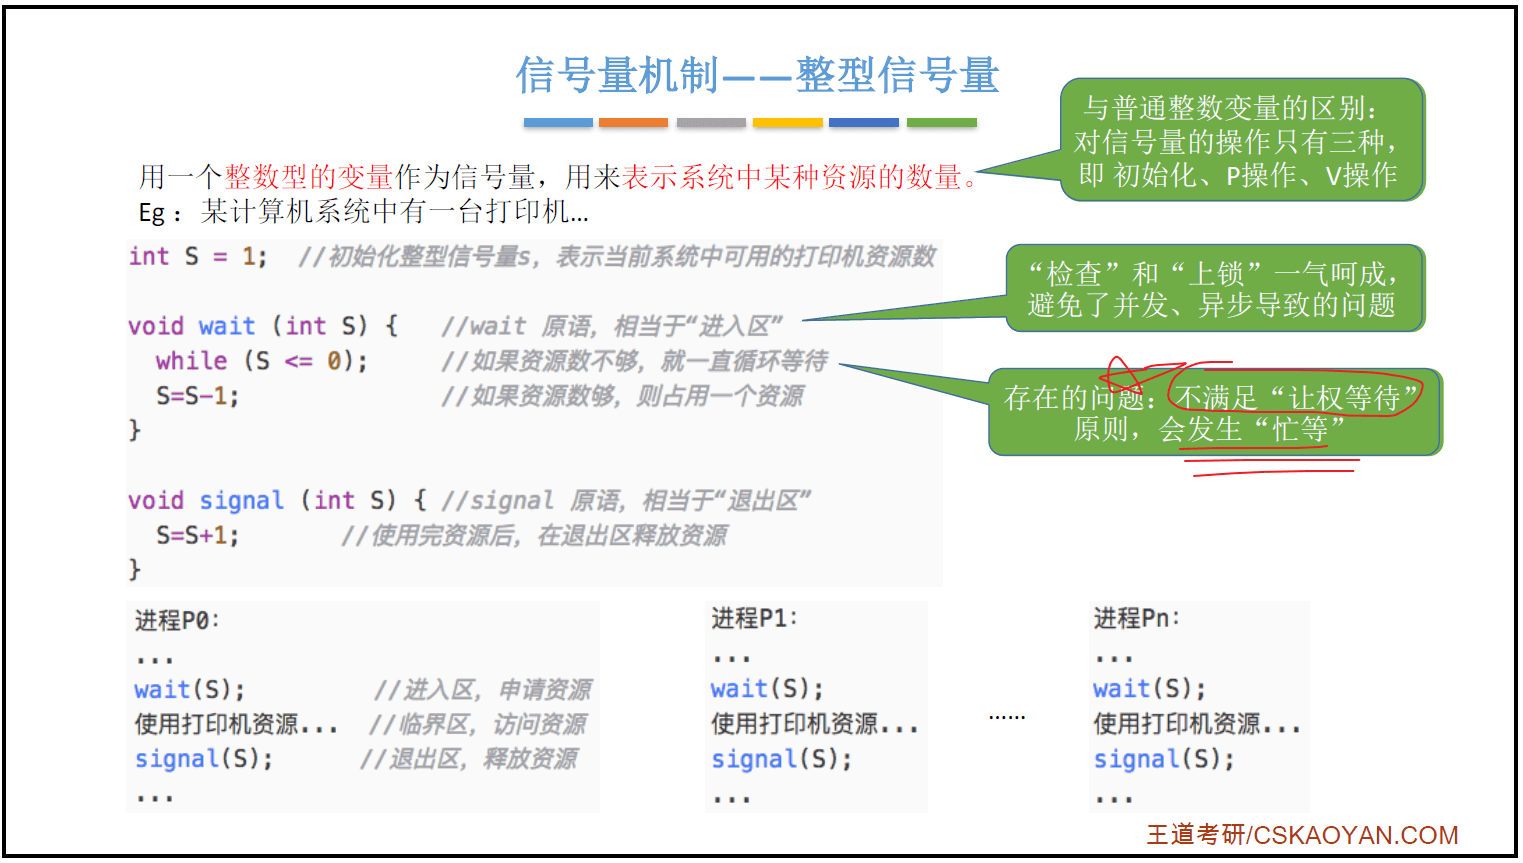 信号量机制——整型信号量
与普通整数变量的区别：
对信号量的操作只有三种，
即 初始化、P操作、V操作
用一个整数型的变量作为信号量，用来表示系统中某种资源的数量。
Eg：某计算机系统中有一台打印机...
int S = 1;  //初始化整型信号量s，表示当前系统中可用的打印机资源数
“检查”和“上锁”一气呵成，
避免了并发、异步导致的问题
void wait (int S) {  //wait 原语，相当于“进入区”
while (S <= 0);  //如果资源数不够，就一直循环等待
S=S-1;  //如果资源数够，则占用一个资源
}
存在的问题：不满足“让权等待”
原则，会发生“忙等”
void signal (int S) { //signal 原语，相当于“退出区”
S=S+1;  //使用完资源后，在退出区释放资源
}
进程P0：
...
wait(S);  //进入区，申请资源
使用打印机资源...  //临界区，访问资源
signal(S);  //退出区，释放资源
...
进程P1：
...
wait(S);
使用打印机资源...
signal(S);
...
……
进程Pn：
...
wait(S);
使用打印机资源...
signal(S);
...
王道考研/CSKAOYAN.COM